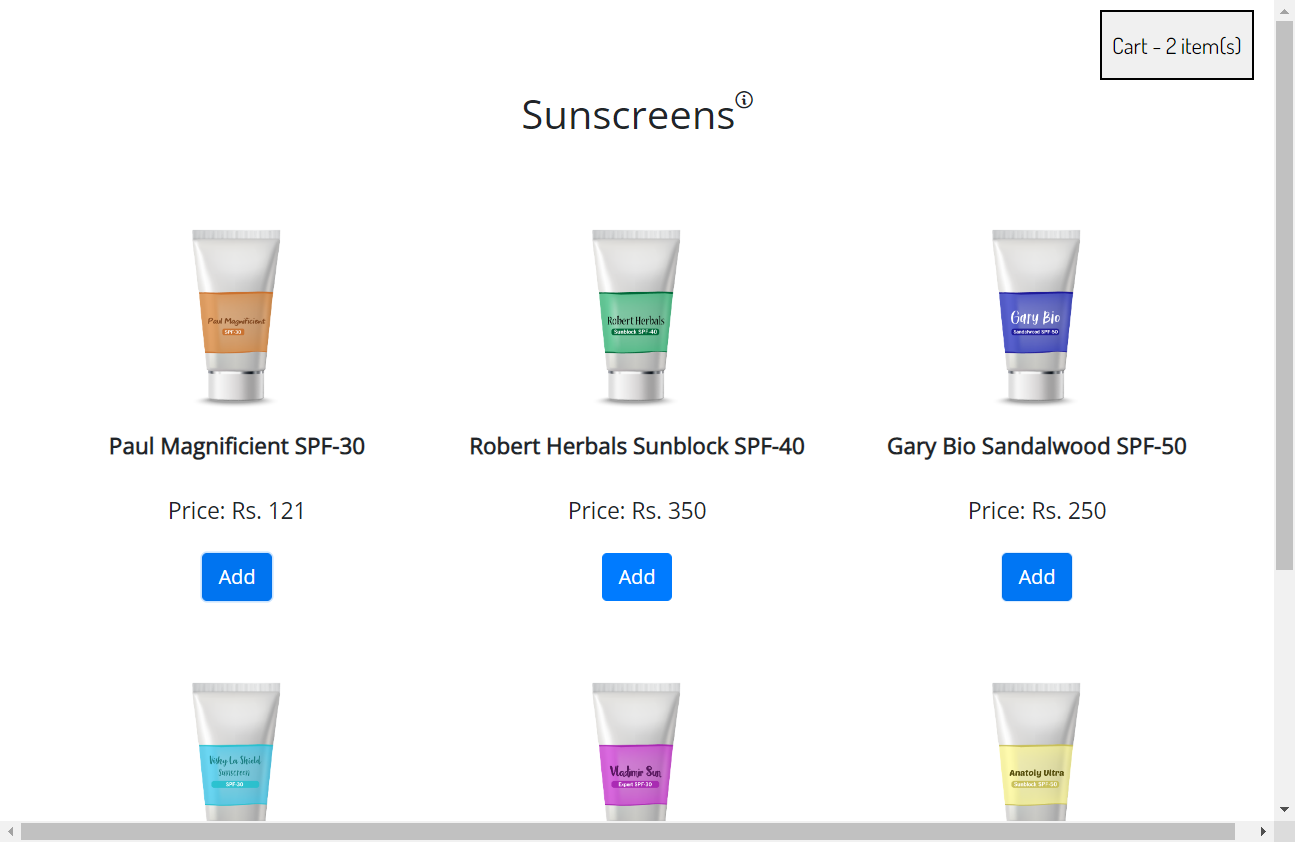 Cart - 2 item(s)
Sunscreens
Paul Magnificient
SPF-30
Robert Herbals
Sunblock SPF-40
Gary Bio
Sandalwood SPF-50
Paul Magnificient SPF-30
Robert Herbals Sunblock SPF-40
Gary Bio Sandalwood SPF-50
Price: Rs. 121
Price: Rs. 350
Price: Rs. 250
Add
Add
Add
Vishy Lea Shield
Sunscreen
SPF-30
Vladimir Sun
Expert SPF-30
Anatoly Ultra
Sunblock SPF-50